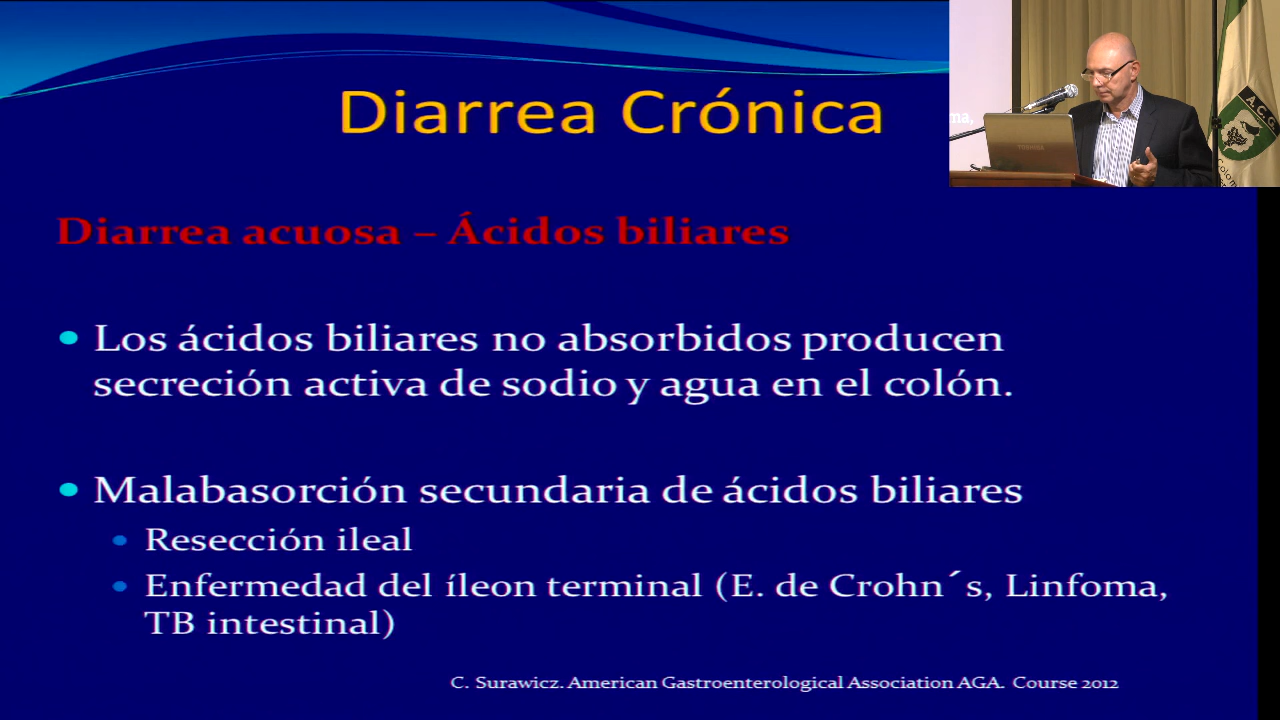 Diarrea Crónica
Diarrea acuosa – Ácidos biliares
Los ácidos biliares no absorbidos producen
secreción activa de sodio y agua en el colón.
Malabasorción secundaria de ácidos biliares
Resección ileal
Enfermedad del íleon terminal (E. de Crohn´s, Linfoma,
TB intestinal)
C. Surawicz. American Gastroenterological Association AGA. Course 2012
ma,
TOSHIBA
A. C. G